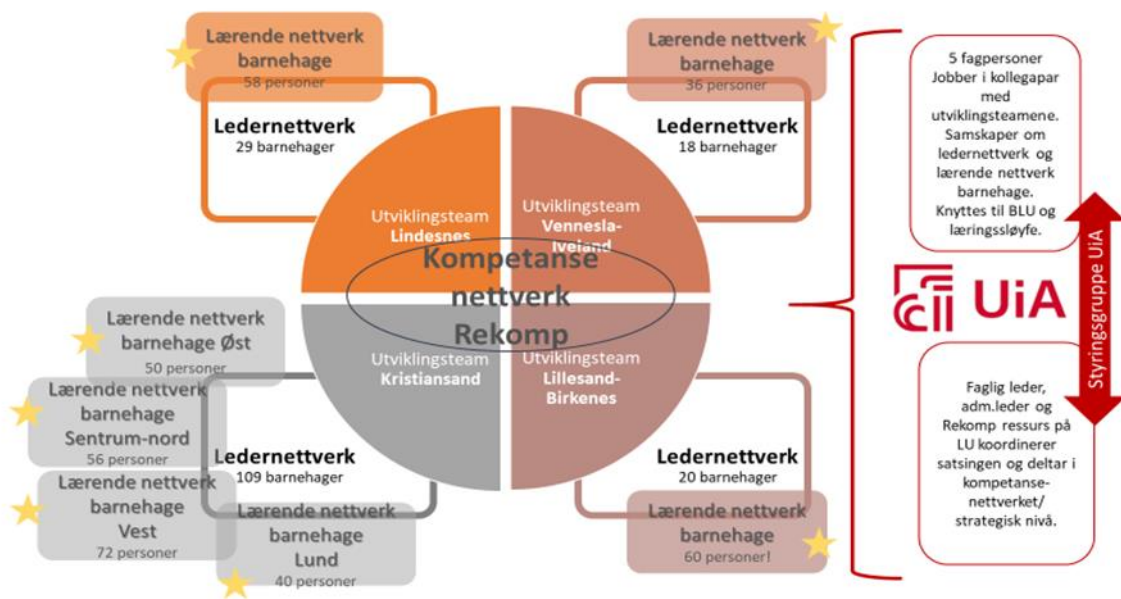 Lærende nettverk
barnehage
58 personer
Ledernettverk
29 barnehager
Utviklingsteam
Lindesnes
Lærende nettverk
barnehage
36 personer
Ledernettverk
18 barnehager
Utviklingsteam
Vennesla-
Iveland
Kompetanse
nettverk
Rekomp
Lærende nettverk
barnehage Øst
50 personer
Lærende nettverk
barnehage
Sentrum-nord
56 personer
Lærende nettverk
barnehage
Vest
72 personer
Lærende nettverk
barnehage
Lund
40 personer
Ledernettverk
109 barnehager
Utviklingsteam
Kristiansand
Utviklingsteam
Lillesand-
Birkenes
Ledernettverk
20 barnehager
Lærende nettverk
barnehage
60 personer!
5 fagpersoner
Jobber i kollegapar
med
utviklingsteamene.
Samskaper om
ledernettverk og
lærende nettverk
barnehage.
Knyttes til BLU og
læringssløyfe.
UiA
Styringsgruppe UiA
Faglig leder,
adm.leder og
Rekomp ressurs på
LU koordinerer
satsingen og deltar i
kompetanse-
nettverket/
strategisk nivå.